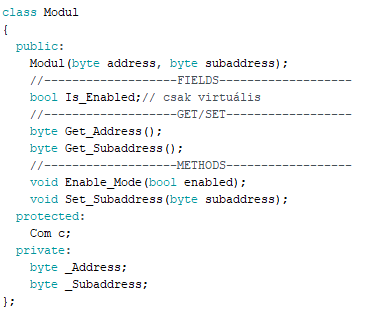 class Modul
{
  public:
    Modul(byte address, byte subaddress);
    //-------------------FIELDS------------------
    bool Is_Enabled;// csak virtuális
    //-------------------GET/SET------------------
    byte Get_Address();
    byte Get_Subaddress();
    //-------------------METHODS------------------
    void Enable_Mode(bool enabled);
    void Set_Subaddress(byte subaddress);
  protected:
    Com c;
  private:
    byte _Address;
    byte _Subaddress;
};